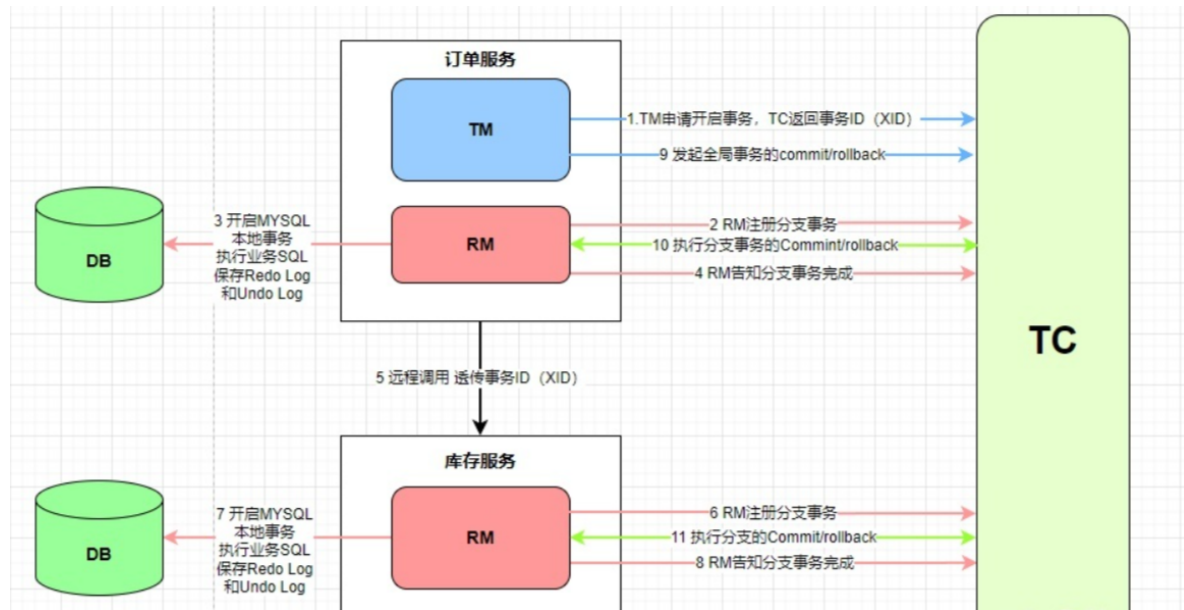 订单服务
TM
1.TM申请开启事务，TC返回事务ID（XID）
9 发起全局事务的commit/rollback
DB
3 开启MYSQL
本地事务
执行业务SQL
保存Redo Log
和Undo Log
RM
2 RM注册分支事务
10 执行分支事务的Commint/rollback
4 RM告知分支事务完成
TC
5 远程调用 透传事务ID（XID）
库存服务
DB
7 开启MYSQL
本地事务
执行业务SQL
保存Redo Log
和Undo Log
RM
6 RM注册分支事务
11 执行分支的Commit/rollback
8 RM告知分支事务完成